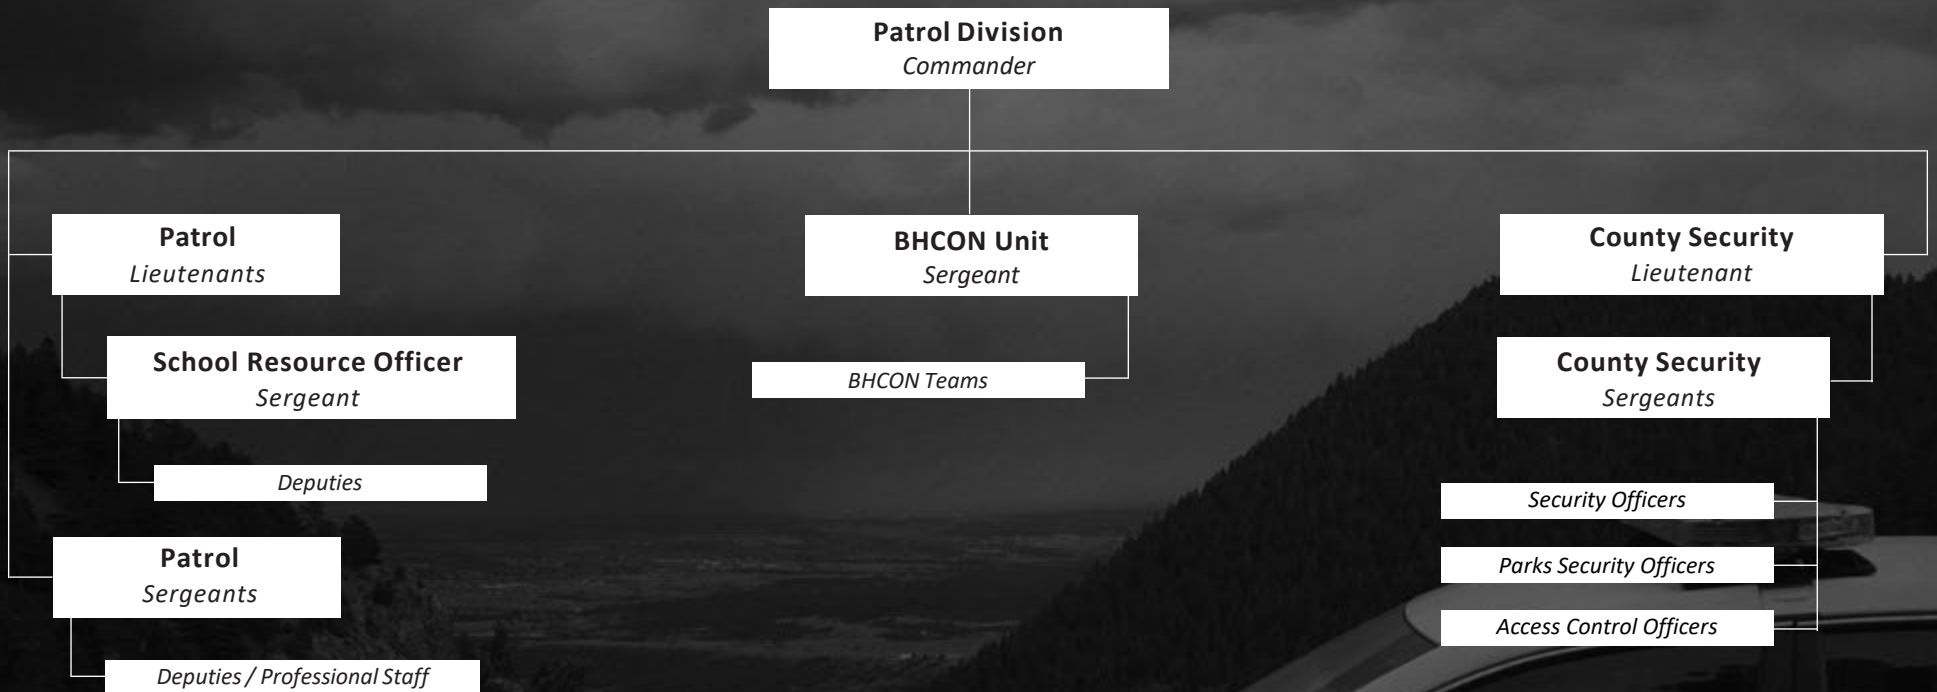 Patrol Division
Commander
Patrol
Lieutenants
School Resource Officer
Sergeant
Deputies
Patrol
Sergeants
Deputies / Professional Staff
BHCON Unit
Sergeant
BHCON Teams
County Security
Lieutenant
County Security
Sergeants
Security Officers
Parks Security Officers
Access Control Officers